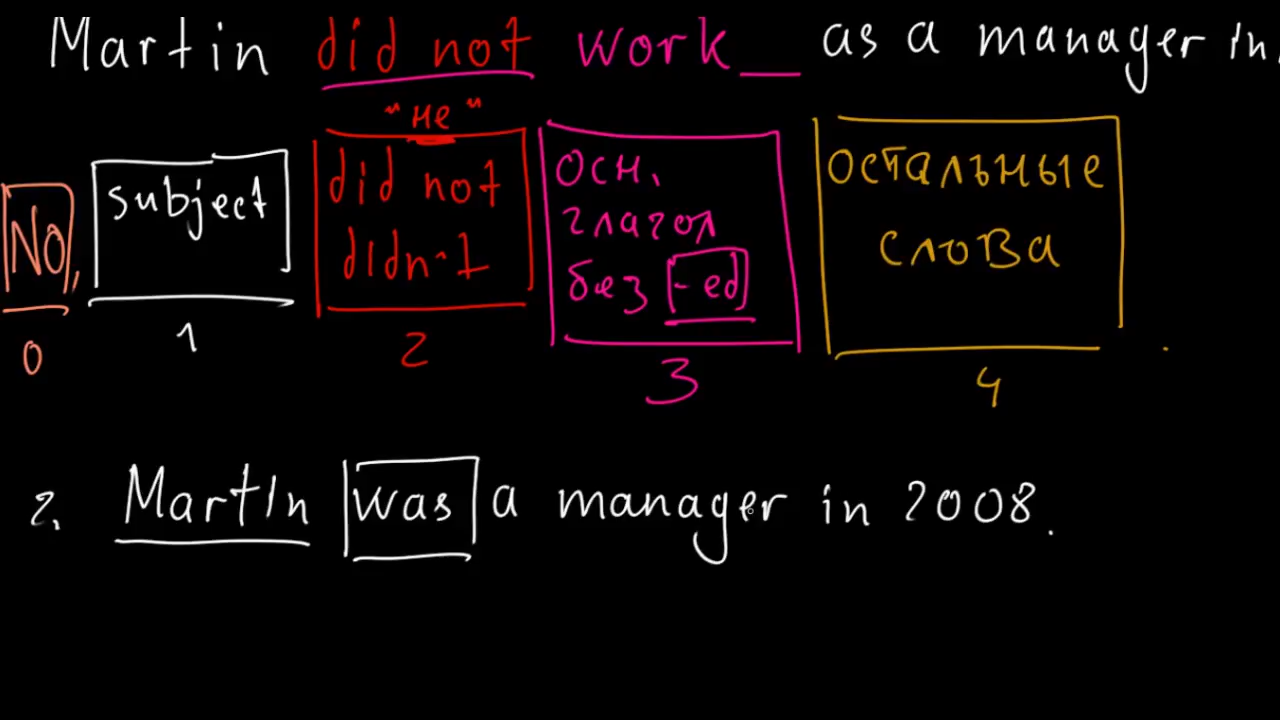 Martin did not work__ as a manager in.
"не"
NO,
0
subject
1
did not
didn't
2
осн.
глагол
без -ed
3
остальные
слова
.
4
2. Martin was a manager in 2008.